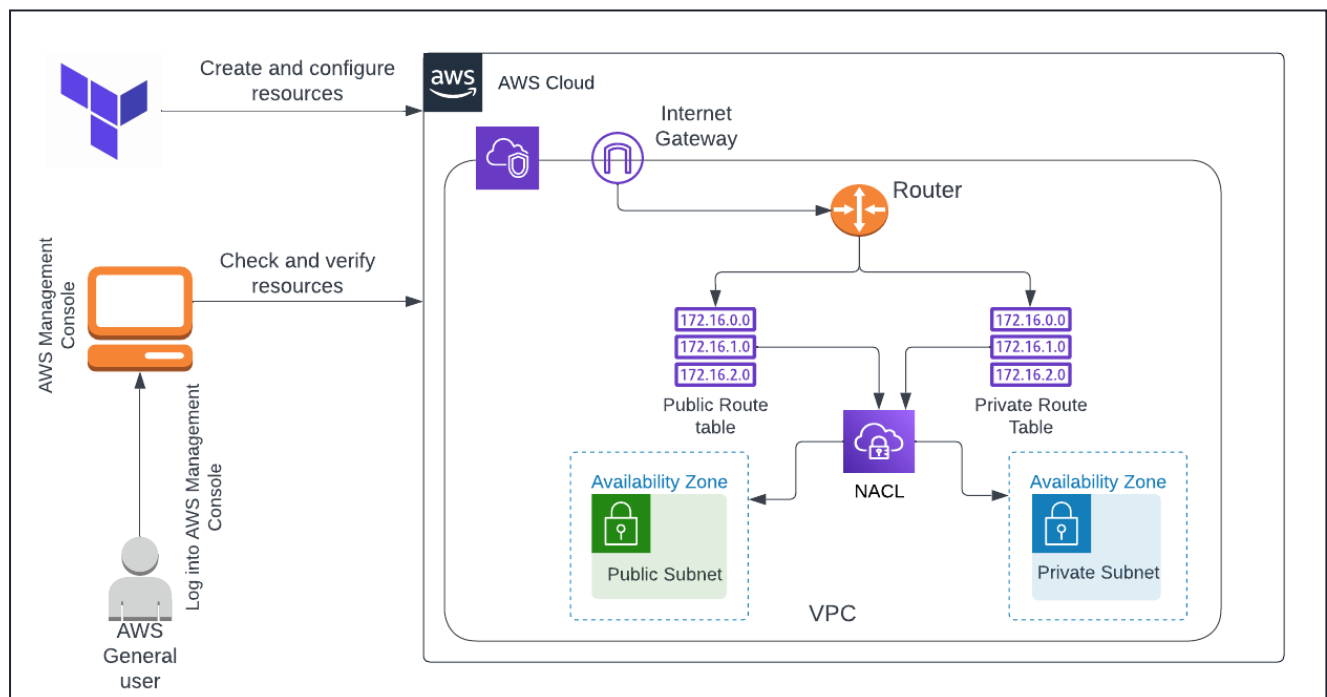 Create and configure
resources
aws
AWS Cloud
Internet
Gateway
Router
AWS Management
Console
Check and verify
resources
172.16.0.0
172.16.1.0
172.16.2.0
Public Route
table
172.16.0.0
172.16.1.0
172.16.2.0
Private Route
Table
NACL
Availability Zone
Public Subnet
Availability Zone
Private Subnet
VPC
Log into AWS Management
Console
AWS
General
user